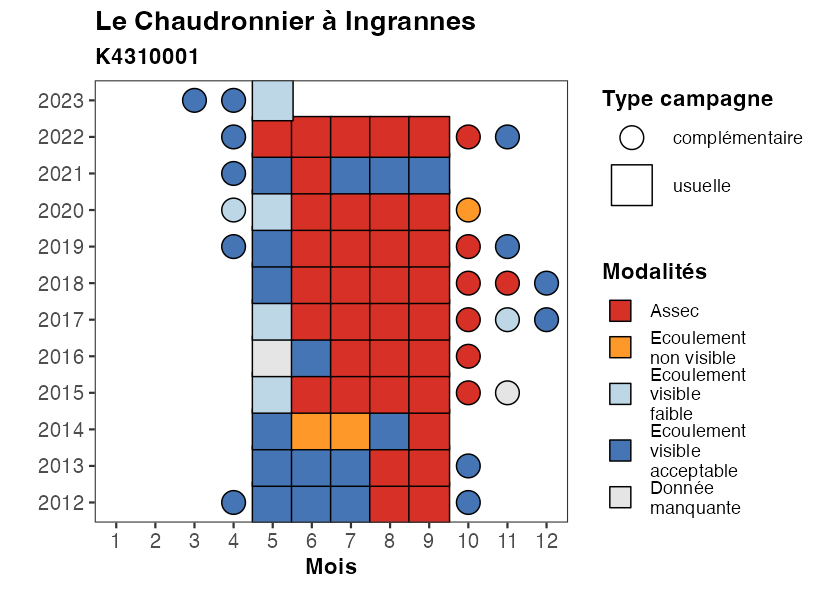 Le Chaudronnier à Ingrannes
K4310001
2023
2022
2021
2020
2019
2018
2017
2016
2015
2014
2013
2012
1 2 3 4 5 6 7 8 9 10 11 12
Mois
Type campagne
complémentaire
usuelle
Modalités
Assec
Ecoulement
non visible
Ecoulement
visible
faible
Ecoulement
visible
acceptable
Donnée
manquante